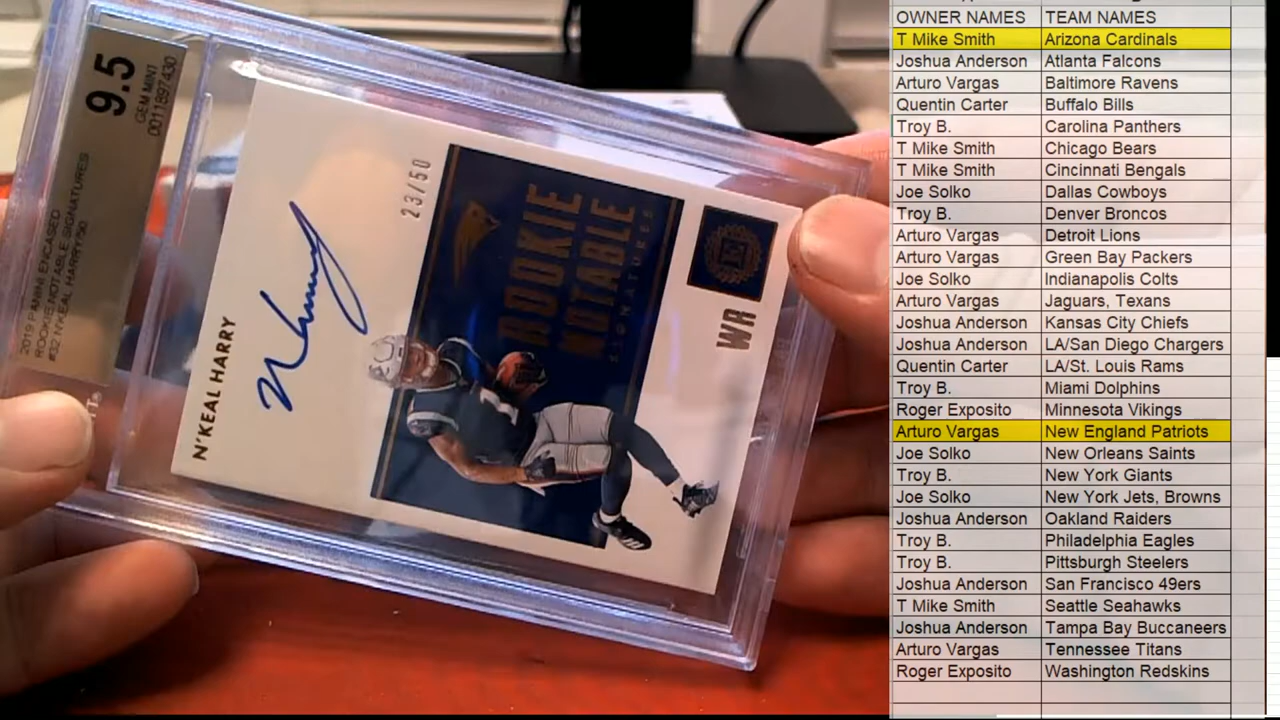 9.5
GEM MINT
0011897430
2019 PANINI ENCASED
ROOKIE NOTABLE SIGNATURES
#32 N'KEAL HARRY/50
N'KEAL HARRY
23/50
ROOKIE
NOTABLE
SIGNATURES
E
WR
1
OWNER NAMES TEAM NAMES
T Mike Smith Arizona Cardinals
Joshua Anderson Atlanta Falcons
Arturo Vargas Baltimore Ravens
Quentin Carter Buffalo Bills
Troy B. Carolina Panthers
T Mike Smith Chicago Bears
T Mike Smith Cincinnati Bengals
Joe Solko Dallas Cowboys
Troy B. Denver Broncos
Arturo Vargas Detroit Lions
Arturo Vargas Green Bay Packers
Joe Solko Indianapolis Colts
Arturo Vargas Jaguars, Texans
Joshua Anderson Kansas City Chiefs
Joshua Anderson LA/San Diego Chargers
Quentin Carter LA/St. Louis Rams
Troy B. Miami Dolphins
Roger Exposito Minnesota Vikings
Arturo Vargas New England Patriots
Joe Solko New Orleans Saints
Troy B. New York Giants
Joe Solko New York Jets, Browns
Joshua Anderson Oakland Raiders
Troy B. Philadelphia Eagles
Troy B. Pittsburgh Steelers
Joshua Anderson San Francisco 49ers
T Mike Smith Seattle Seahawks
Joshua Anderson Tampa Bay Buccaneers
Arturo Vargas Tennessee Titans
Roger Exposito Washington Redskins